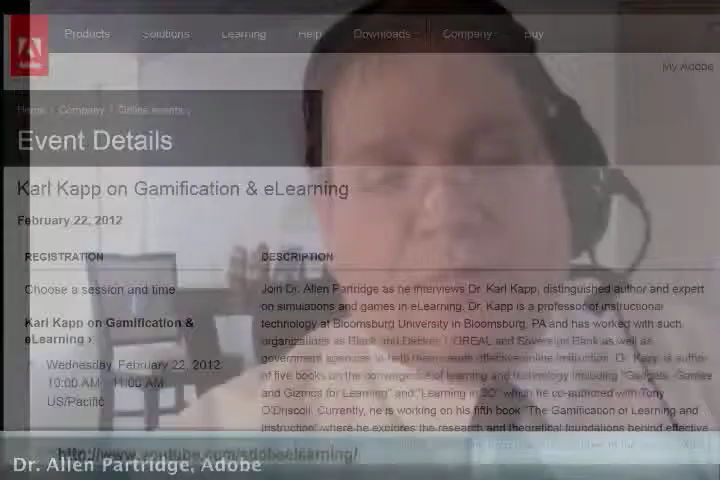 Products Solutions Learning Help Downloads Company Buy
My Adobe
Home / Company /
Event Details
Karl Kapp on Gamification & eLearning
February 22, 2012
REGISTRATION
Choose a session and time
Karl Kapp on Gamification &
eLearning ›
Wednesday, February 22, 2012
10:00 AM - 11:00 AM
US/Pacific
DESCRIPTION
Join Dr. Allen Partridge as he interviews Dr. Karl Kapp, distinguished author and expert
on simulations and games in eLearning. Dr. Kapp is a professor of instructional
technology at Bloomsburg University in Bloomsburg, PA and has worked with such
organizations as Black and Decker, L'OREAL and Sovereign Bank as well as
government agencies to help them create effective online instruction. Dr. Kapp is author
of five books on the convergence of learning and technology including "Gadgets, Games
and Gizmos for Learning" and "Learning in 3D" which he co-authored with Tony
O'Driscoll. Currently, he is working on his fifth book "The Gamification of Learning and
Instruction" where he explores the research and theoretical foundations behind effective
http://www.youtube.com/adobeelearning/
Dr. Allen Partridge, Adobe